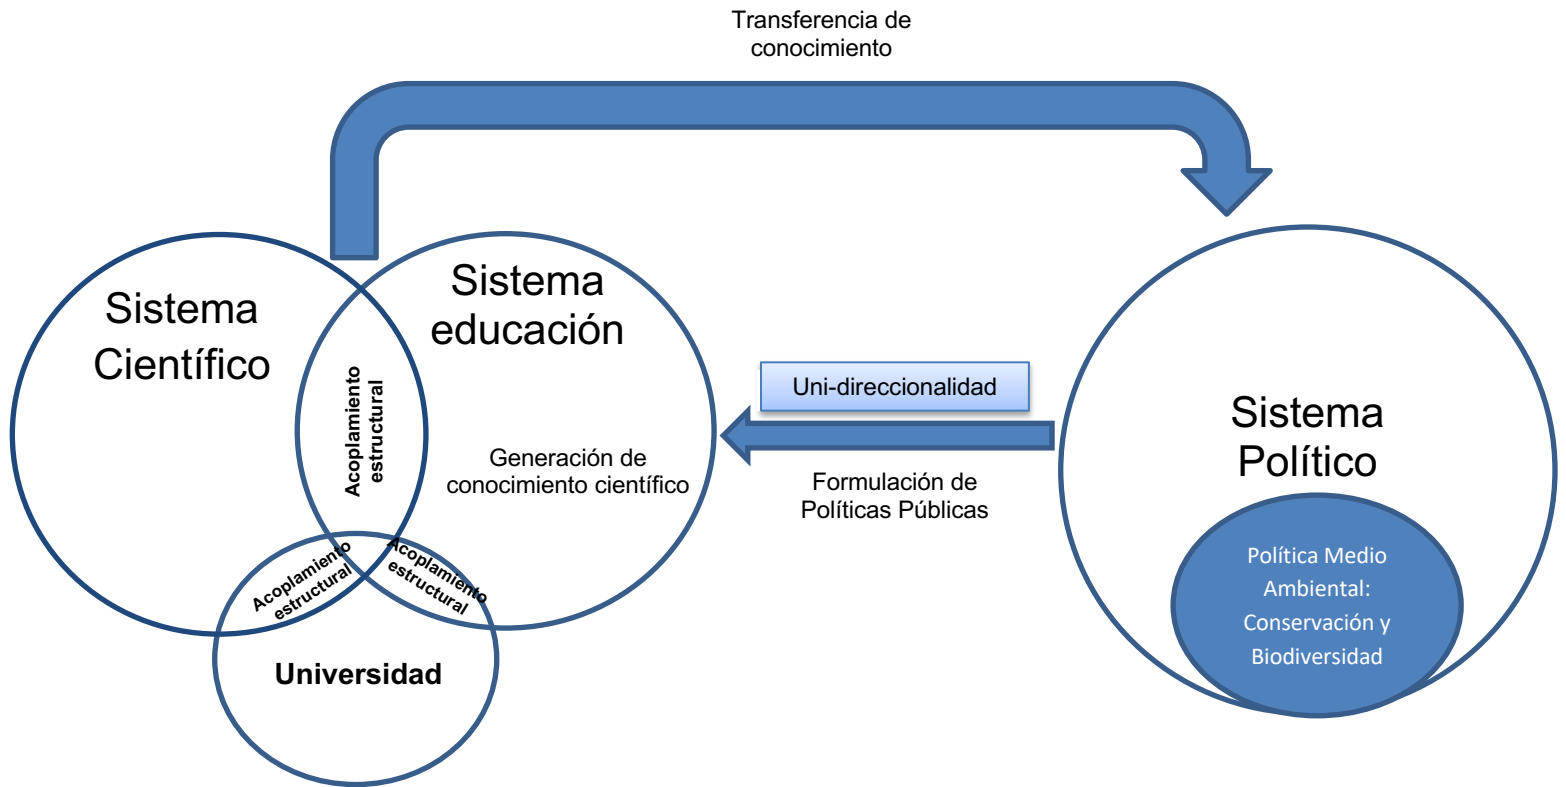 Transferencia de
conocimiento
Sistema
Científico
Sistema
educación
Acoplamiento
estructural
Generación de
conocimiento científico
Acoplamiento
estructural
Acoplamiento
estructural
Universidad
Uni-direccionalidad
Formulación de
Políticas Públicas
Sistema
Político
Política Medio
Ambiental:
Conservación y
Biodiversidad